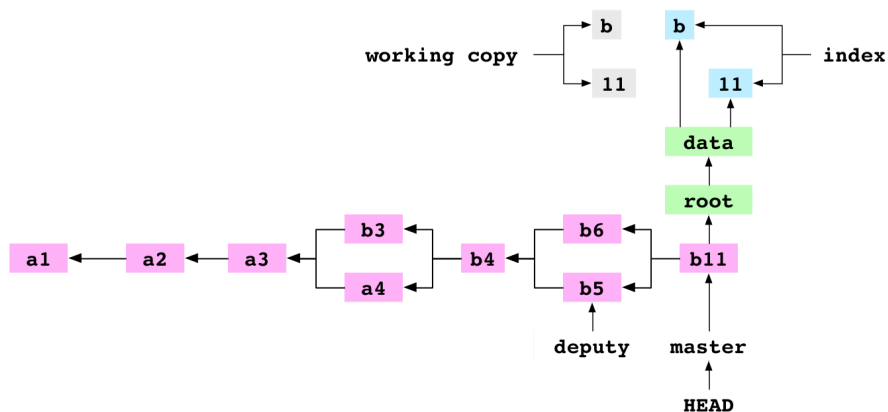 b b
working copy index
11 11
data
root
b3 b6
a1 a2 a3 b4 b11
a4 b5
deputy master
HEAD